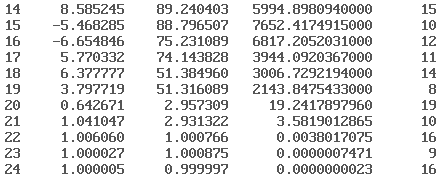 14 8.585245 89.240403 5994.8980940000 15
15 -5.468285 88.796507 7652.4174915000 10
16 -6.654846 75.231089 6817.2052031000 12
17 5.770332 74.143828 3944.0920367000 11
18 6.377777 51.384960 3006.7292194000 14
19 3.797719 51.316089 2143.8475433000 8
20 0.642671 2.957309 19.2417897960 19
21 1.041047 2.931322 3.5819012865 10
22 1.006060 1.000766 0.0038017075 16
23 1.000027 1.000875 0.0000007471 9
24 1.000005 0.999997 0.0000000023 16